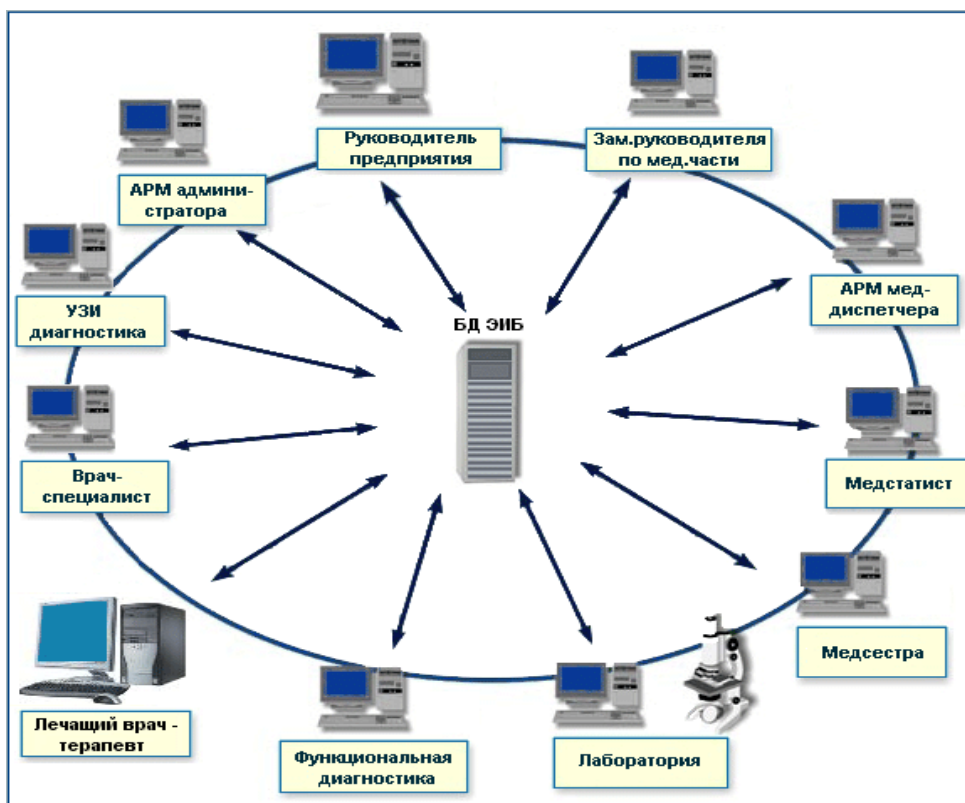 Руководитель
предприятия
Зам.руководителя
по мед.части
АРМ админи-
стратора
АРМ мед-
диспетчера
УЗИ
диагностика
БД ЭИБ
Врач-
специалист
Медстатист
Медсестра
Лечащий врач -
терапевт
Функциональная
диагностика
Лаборатория